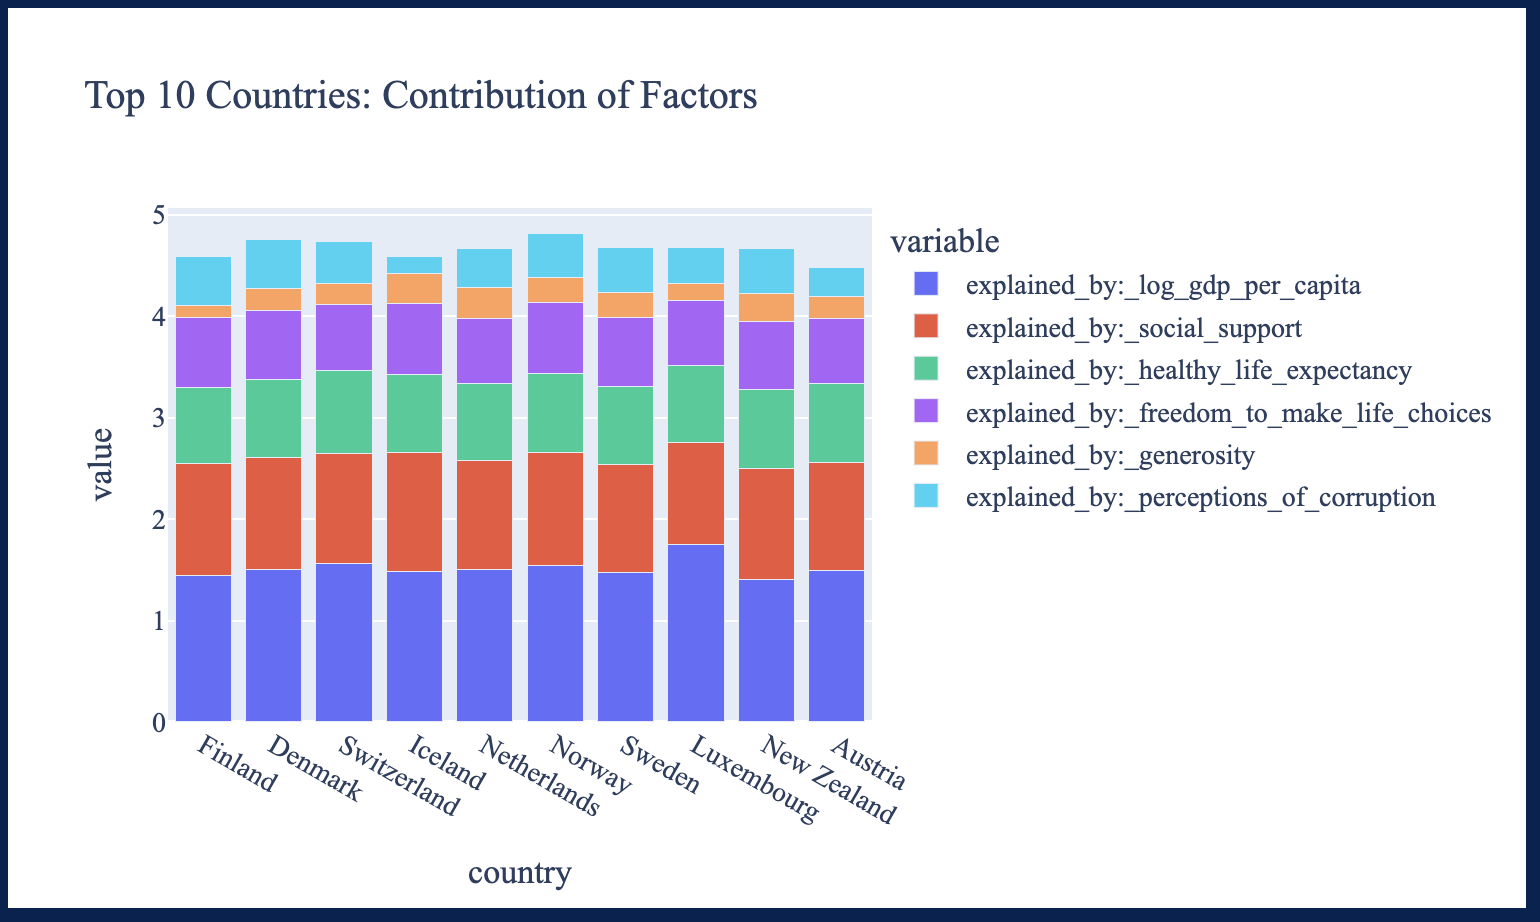 Top 10 Countries: Contribution of Factors
5
4
3
2
1
0
value
Finland
Denmark
Switzerland
Iceland
Netherlands
Norway
Sweden
Luxembourg
New Zealand
Austria
country
variable
explained_by:_log_gdp_per_capita
explained_by:_social_support
explained_by:_healthy_life_expectancy
explained_by:_freedom_to_make_life_choices
explained_by:_generosity
explained_by:_perceptions_of_corruption